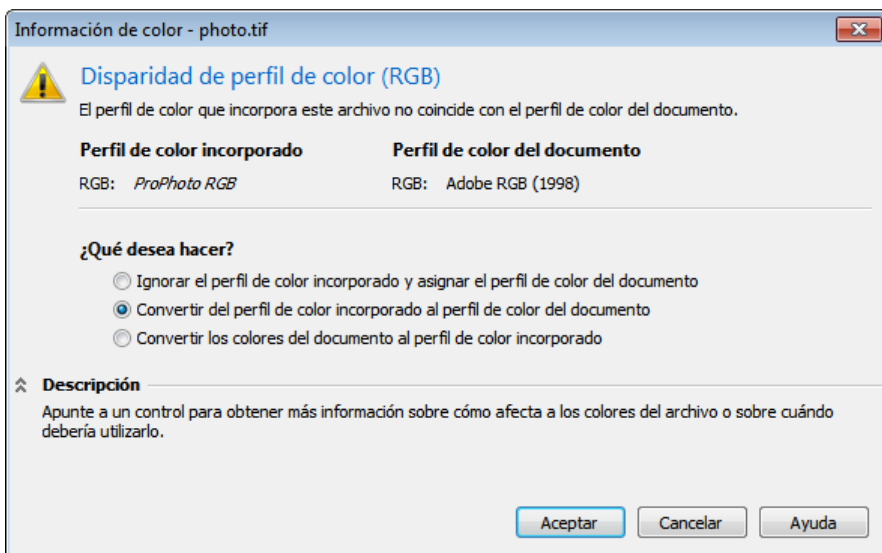 Información de color - photo.tif
Disparidad de perfil de color (RGB)
El perfil de color que incorpora este archivo no coincide con el perfil de color del documento.
Perfil de color incorporado Perfil de color del documento
RGB: ProPhoto RGB RGB: Adobe RGB (1998)
¿Qué desea hacer?
Ignorar el perfil de color incorporado y asignar el perfil de color del documento
Convertir del perfil de color incorporado al perfil de color del documento
Convertir los colores del documento al perfil de color incorporado
Descripción
Apunte a un control para obtener más información sobre cómo afecta a los colores del archivo o sobre cuándo
debería utilizarlo.
Aceptar Cancelar Ayuda